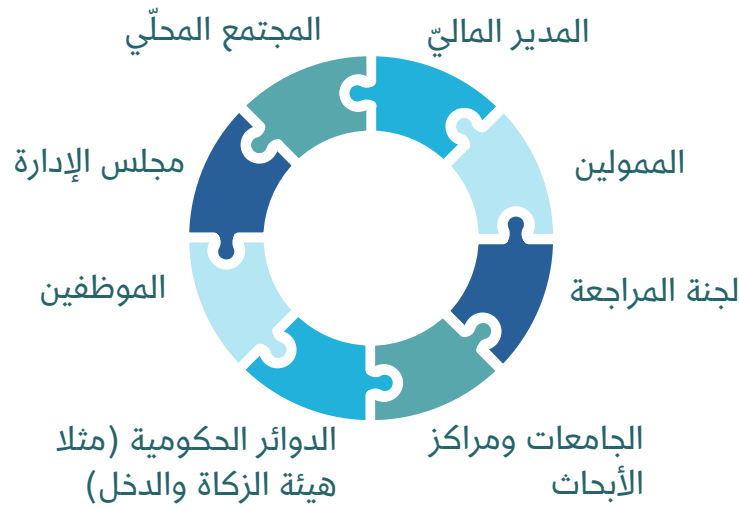 المدير الماليّ
المجتمع المحلّي
الممولين
مجلس الإدارة
لجنة المراجعة
الموظفين
الجامعات ومراكز
الأبحاث
الدوائر الحكومية (مثلا
هيئة الزكاة والدخل)